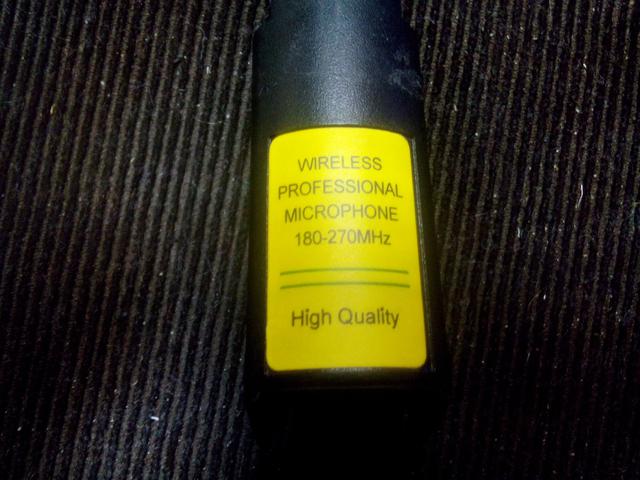 WIRELESS
PROFESSIONAL
MICROPHONE
180-270MHz
High Quality